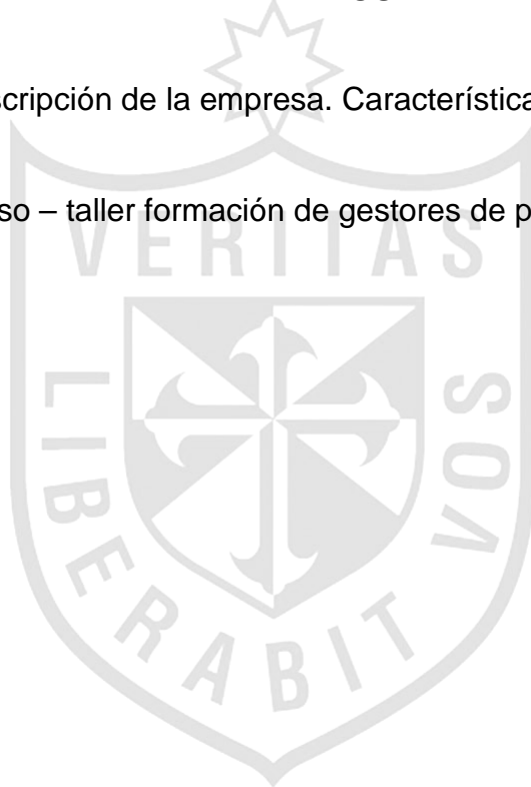 scripción de la empresa. Característica
so – taller formación de gestores de p
VERITAS
LIBERABIT VOS